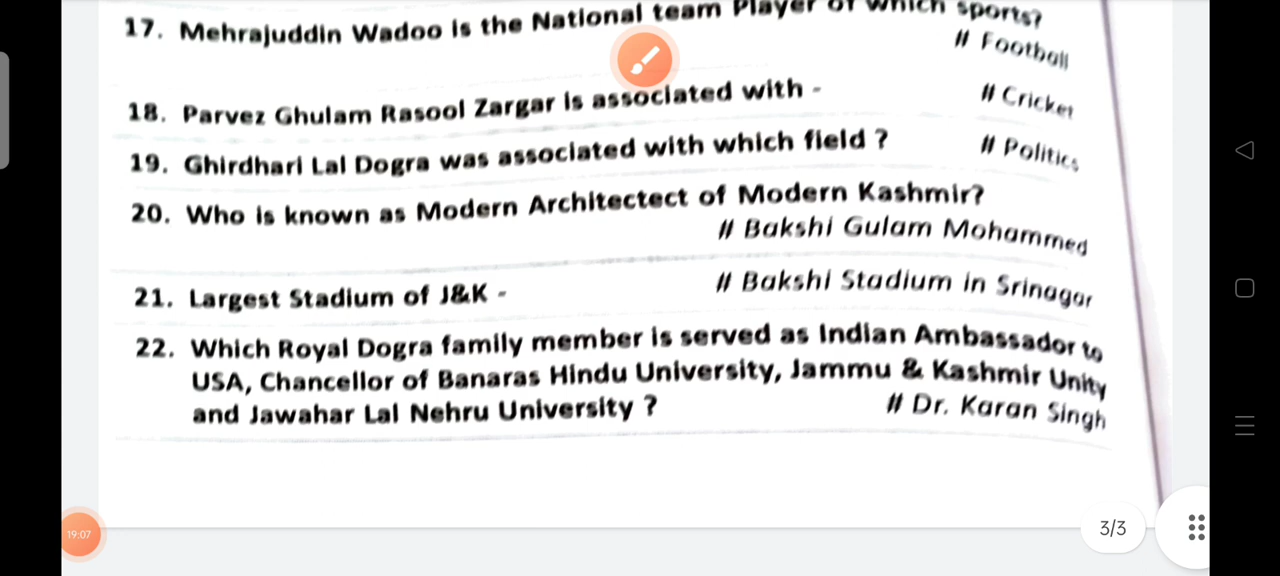 17. Mehrajuddin Wadoo is the National team Player of which sports?
# Football
18. Parvez Ghulam Rasool Zargar is associated with -
# Cricket
19. Ghirdhari Lal Dogra was associated with which field ?
# Politics
20. Who is known as Modern Architectect of Modern Kashmir?
# Bakshi Gulam Mohammed
21. Largest Stadium of J&K -
# Bakshi Stadium in Srinagar
22. Which Royal Dogra family member is served as Indian Ambassador to
USA, Chancellor of Banaras Hindu University, Jammu & Kashmir Unity
and Jawahar Lal Nehru University ?
# Dr. Karan Singh
19:07
3/3